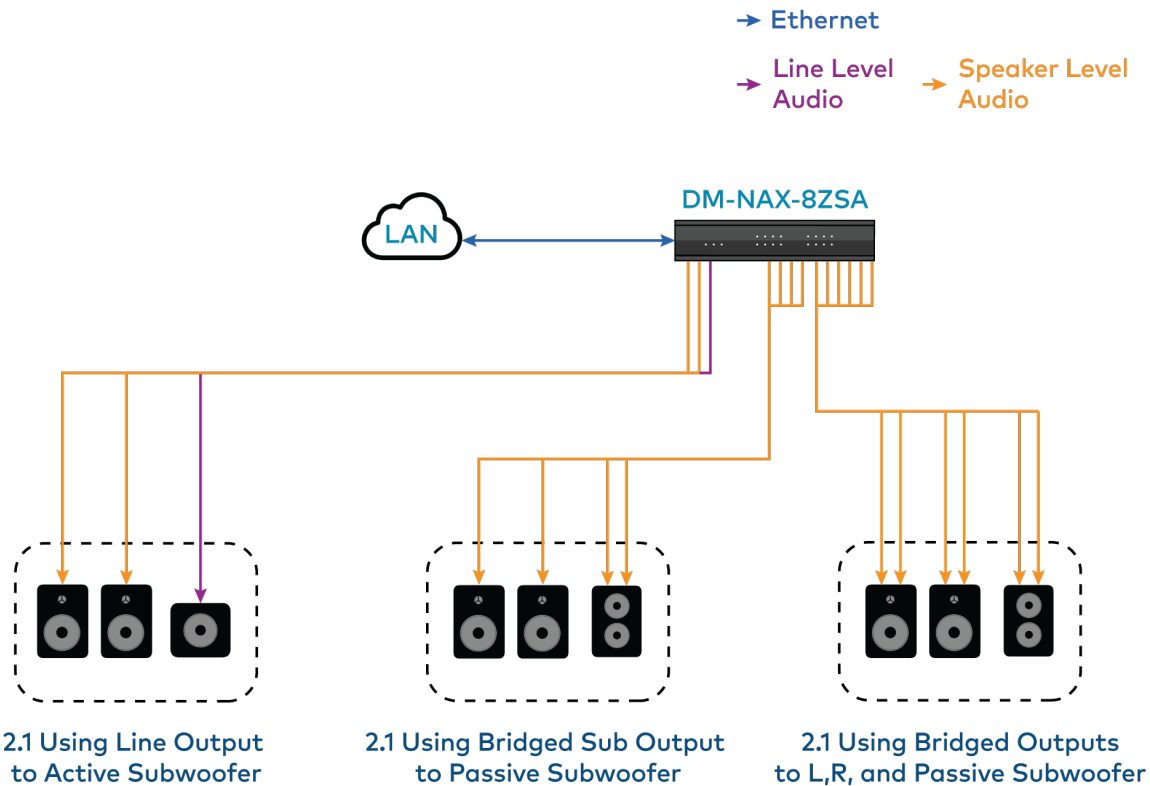 Ethernet
Line Level
Audio
Speaker Level
Audio
DM-NAX-8ZSA
LAN
2.1 Using Line Output
to Active Subwoofer
2.1 Using Bridged Sub Output
to Passive Subwoofer
2.1 Using Bridged Outputs
to L,R, and Passive Subwoofer